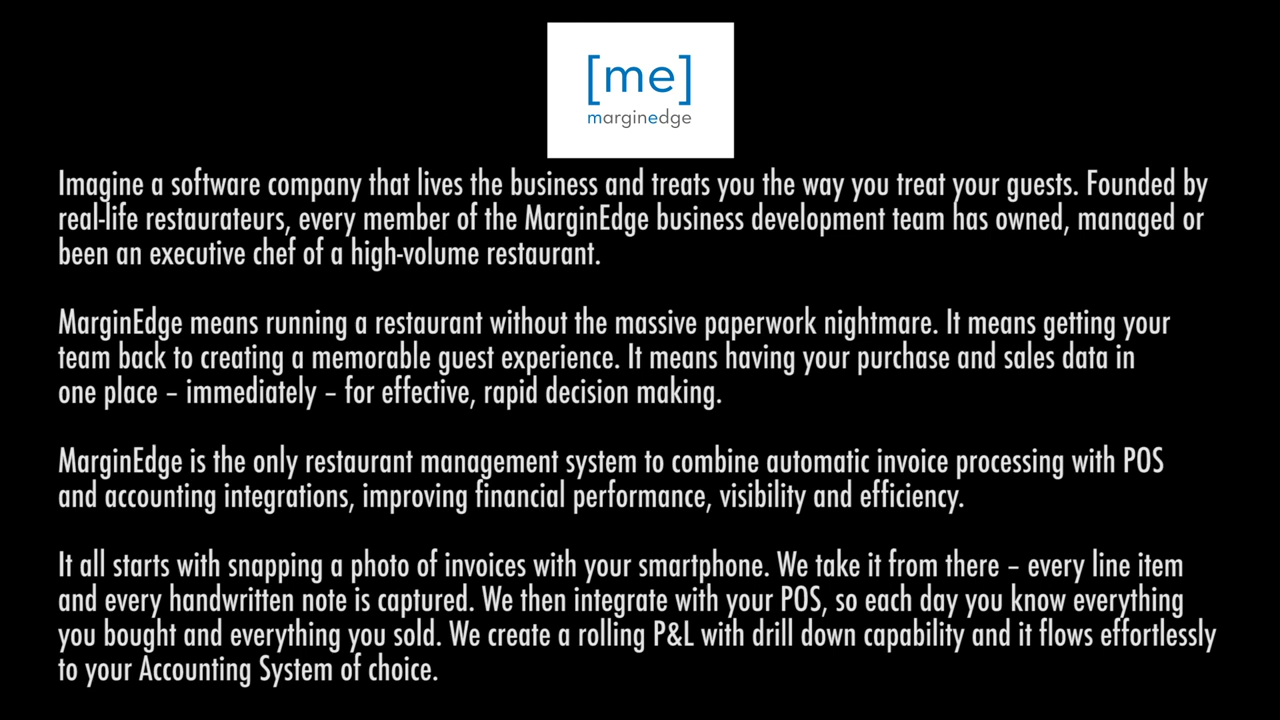 [me]
marginedge
Imagine a software company that lives the business and treats you the way you treat your guests. Founded by
real-life restaurateurs, every member of the MarginEdge business development team has owned, managed or
been an executive chef of a high-volume restaurant.
MarginEdge means running a restaurant without the massive paperwork nightmare. It means getting your
team back to creating a memorable guest experience. It means having your purchase and sales data in
one place – immediately – for effective, rapid decision making.
MarginEdge is the only restaurant management system to combine automatic invoice processing with POS
and accounting integrations, improving financial performance, visibility and efficiency.
It all starts with snapping a photo of invoices with your smartphone. We take it from there – every line item
and every handwritten note is captured. We then integrate with your POS, so each day you know everything
you bought and everything you sold. We create a rolling P&L with drill down capability and it flows effortlessly
to your Accounting System of choice.